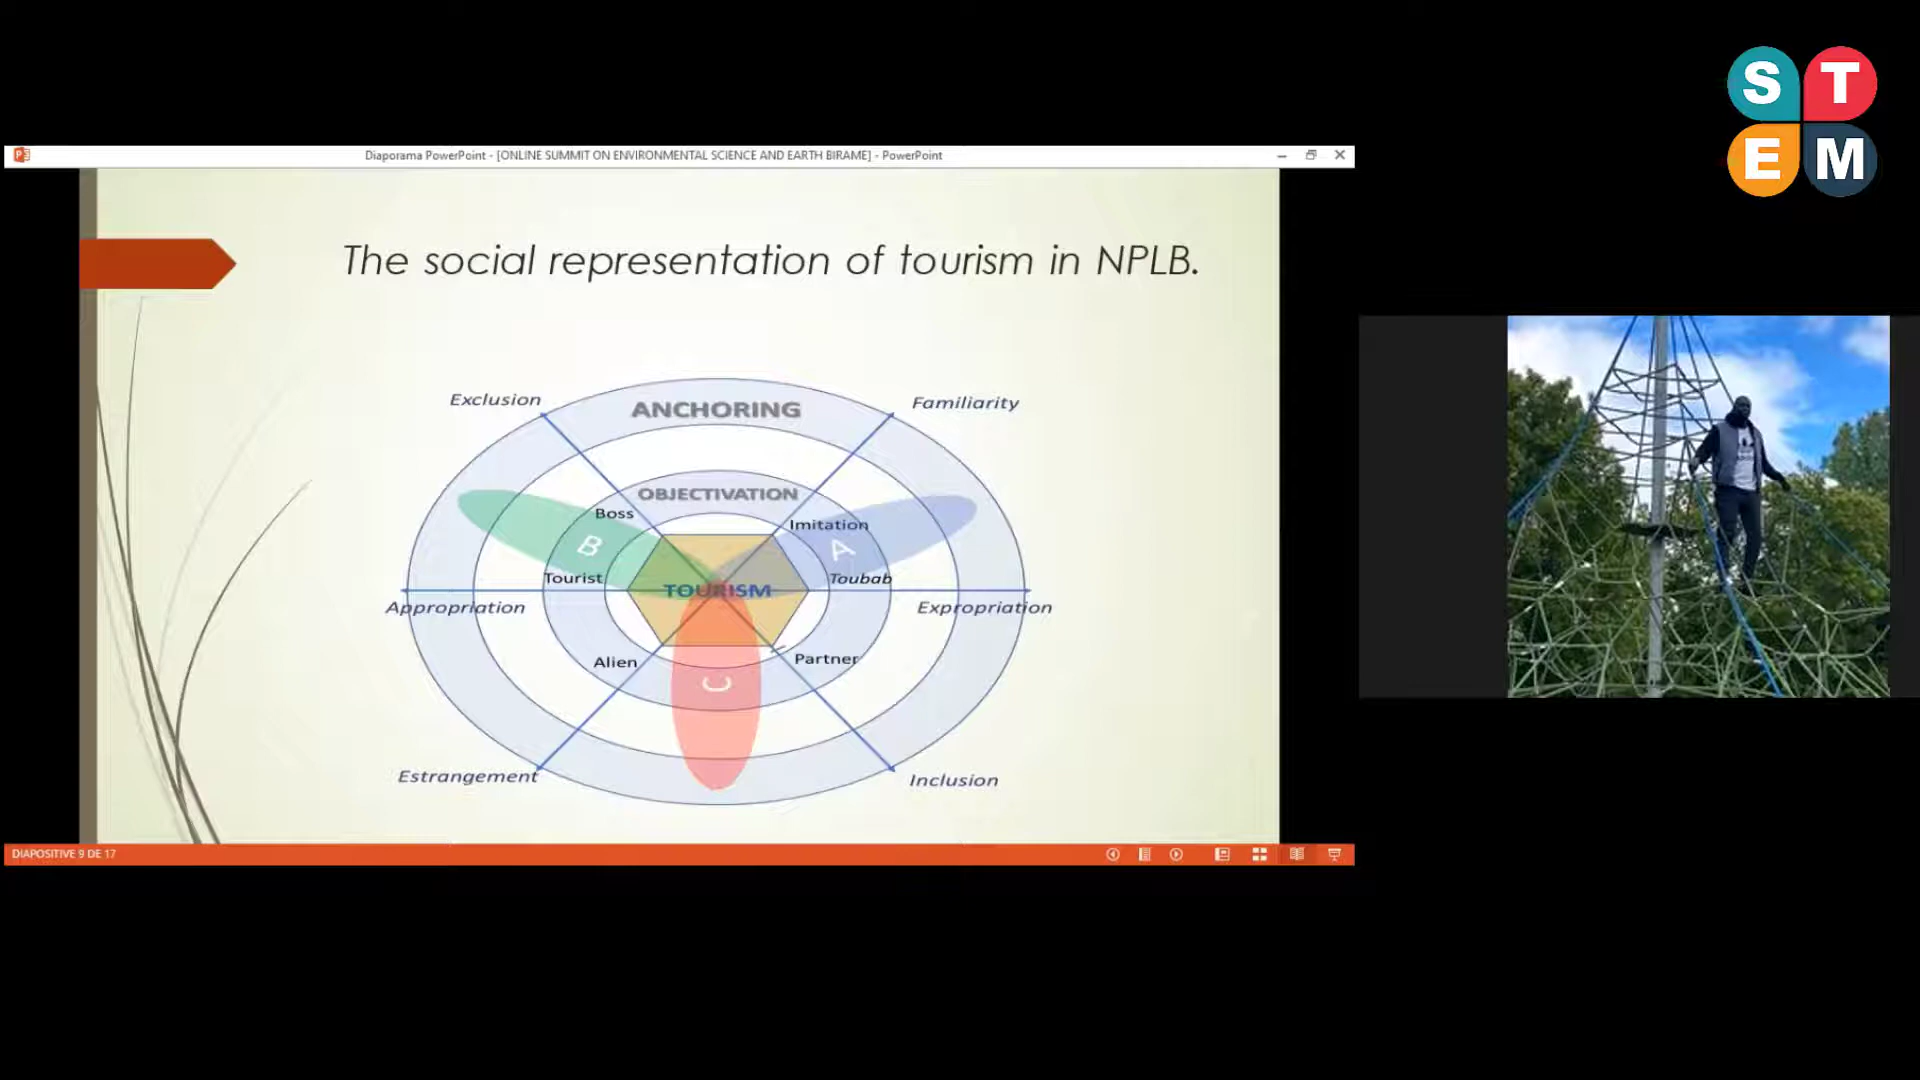 S T
E M
Diaporama PowerPoint - [ONLINE SUMMIT ON ENVIRONMENTAL SCIENCE AND EARTH BIRAME] - PowerPoint
The social representation of tourism in NPLB.
Exclusion
ANCHORING
Familiarity
OBJECTIVATION
Boss
Imitation
B
A
Tourist
Toubab
TOURISM
Appropriation
Expropriation
Alien
Partner
C
Estrangement
Inclusion
DIAPOSITIVE 9 DE 17